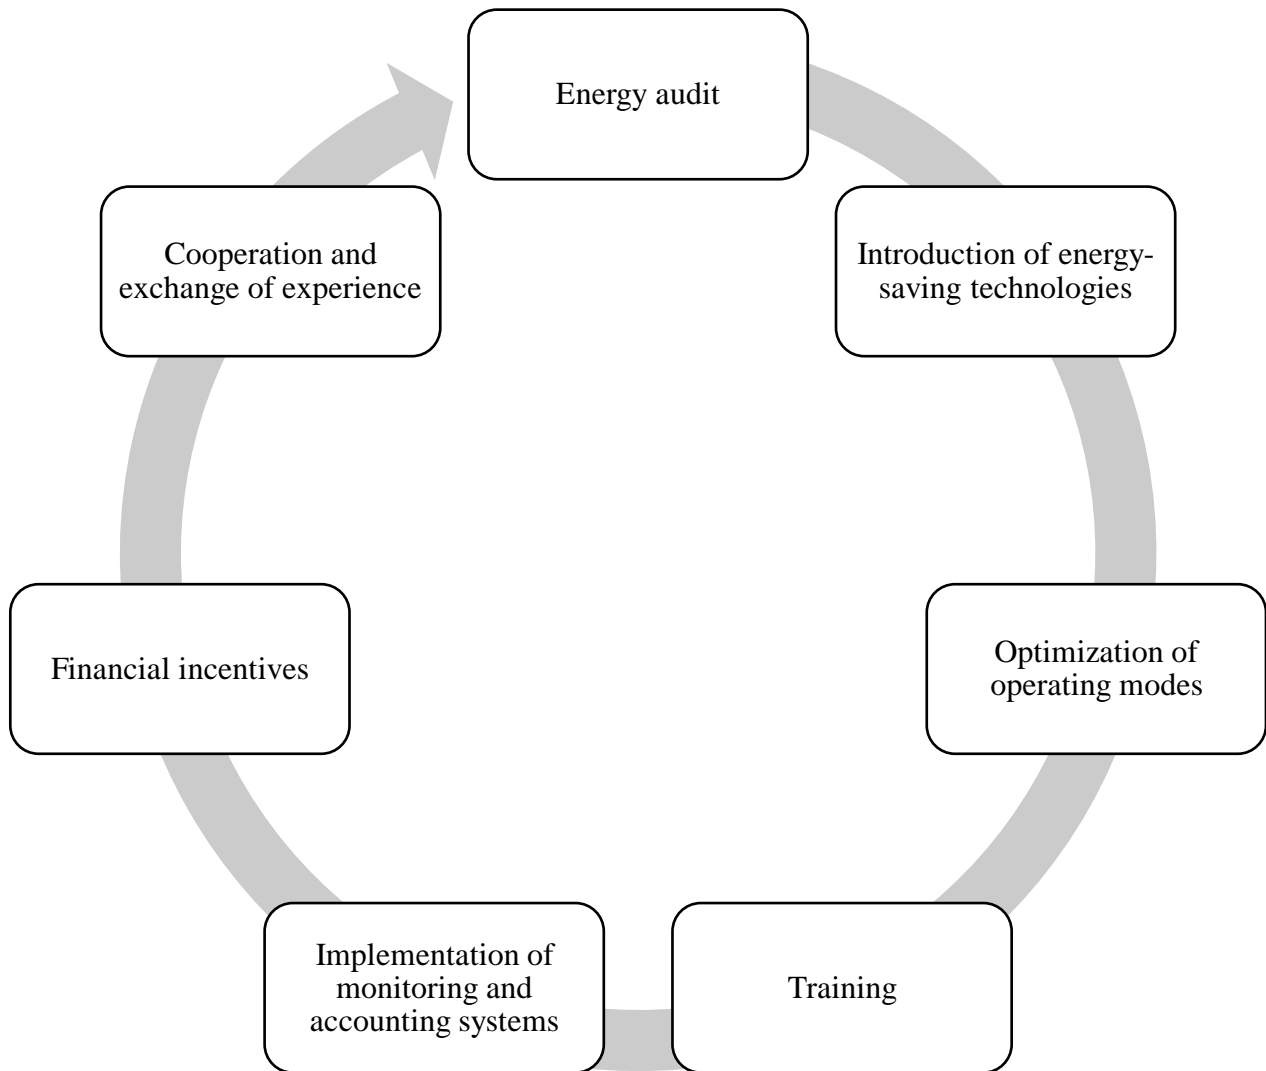 Energy audit
Introduction of energy-
saving technologies
Optimization of
operating modes
Training
Implementation of
monitoring and
accounting systems
Financial incentives
Cooperation and
exchange of experience